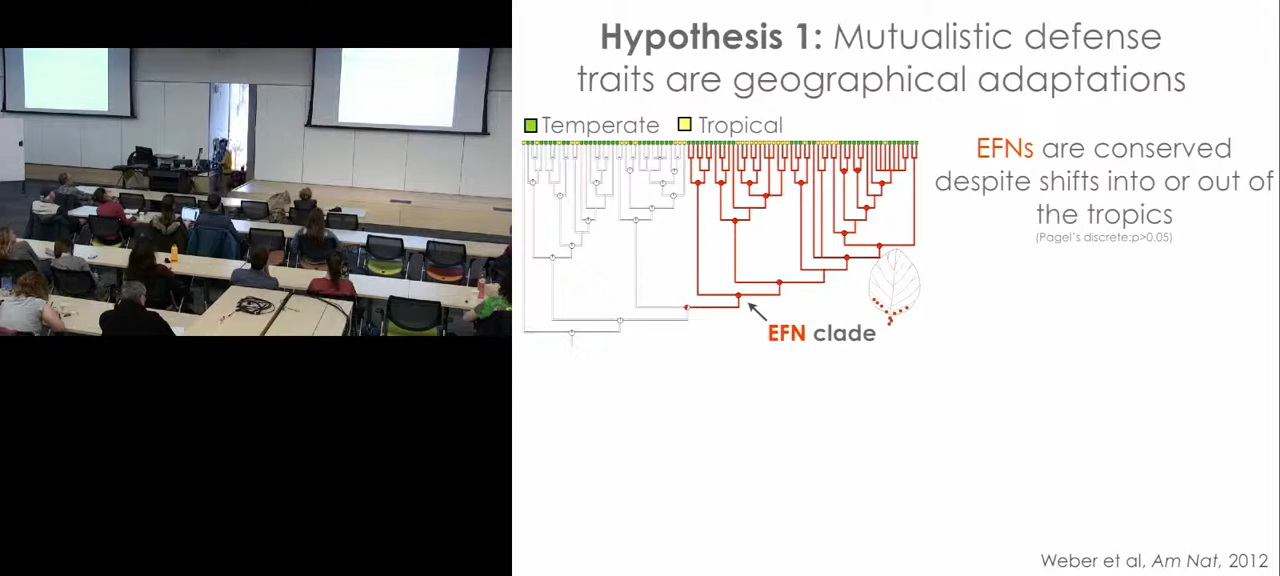 Hypothesis 1: Mutualistic defense
traits are geographical adaptations
Temperate
Tropical
EFNs are conserved
despite shifts into or out of
the tropics
(Pagel's discrete:p>0.05)
EFN clade
Weber et al, Am Nat, 2012